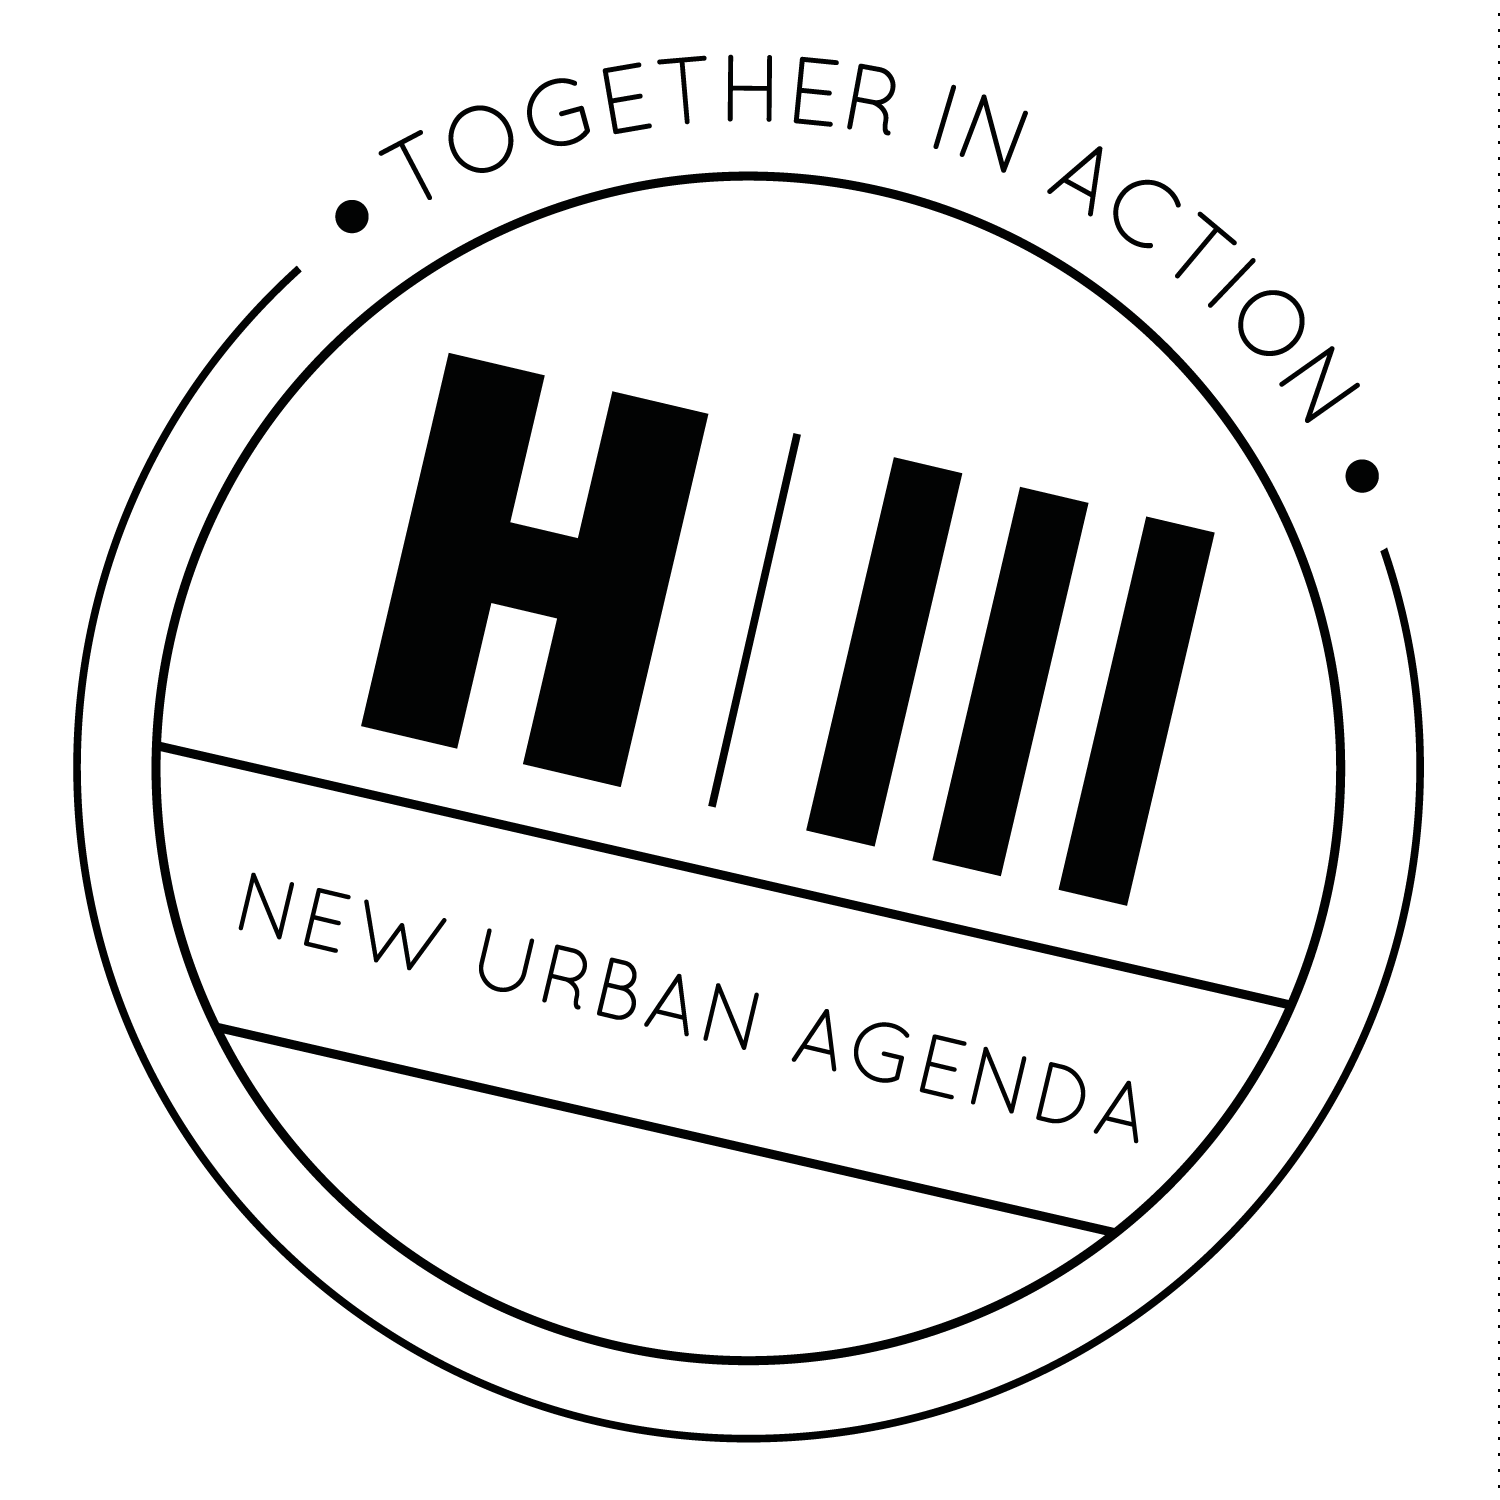 TOGETHER IN ACTION
H|III
NEW URBAN AGENDA